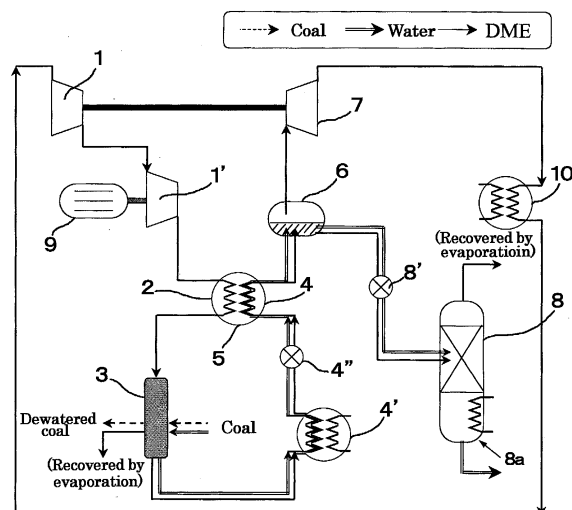 Coal Water DME
1
7
6
10
1'
9
(Recovered by
evaporatioin)
8'
2
4
8
5
4"
3
4'
Dewatered
coal
Coal
(Recovered by
evaporation)
8a